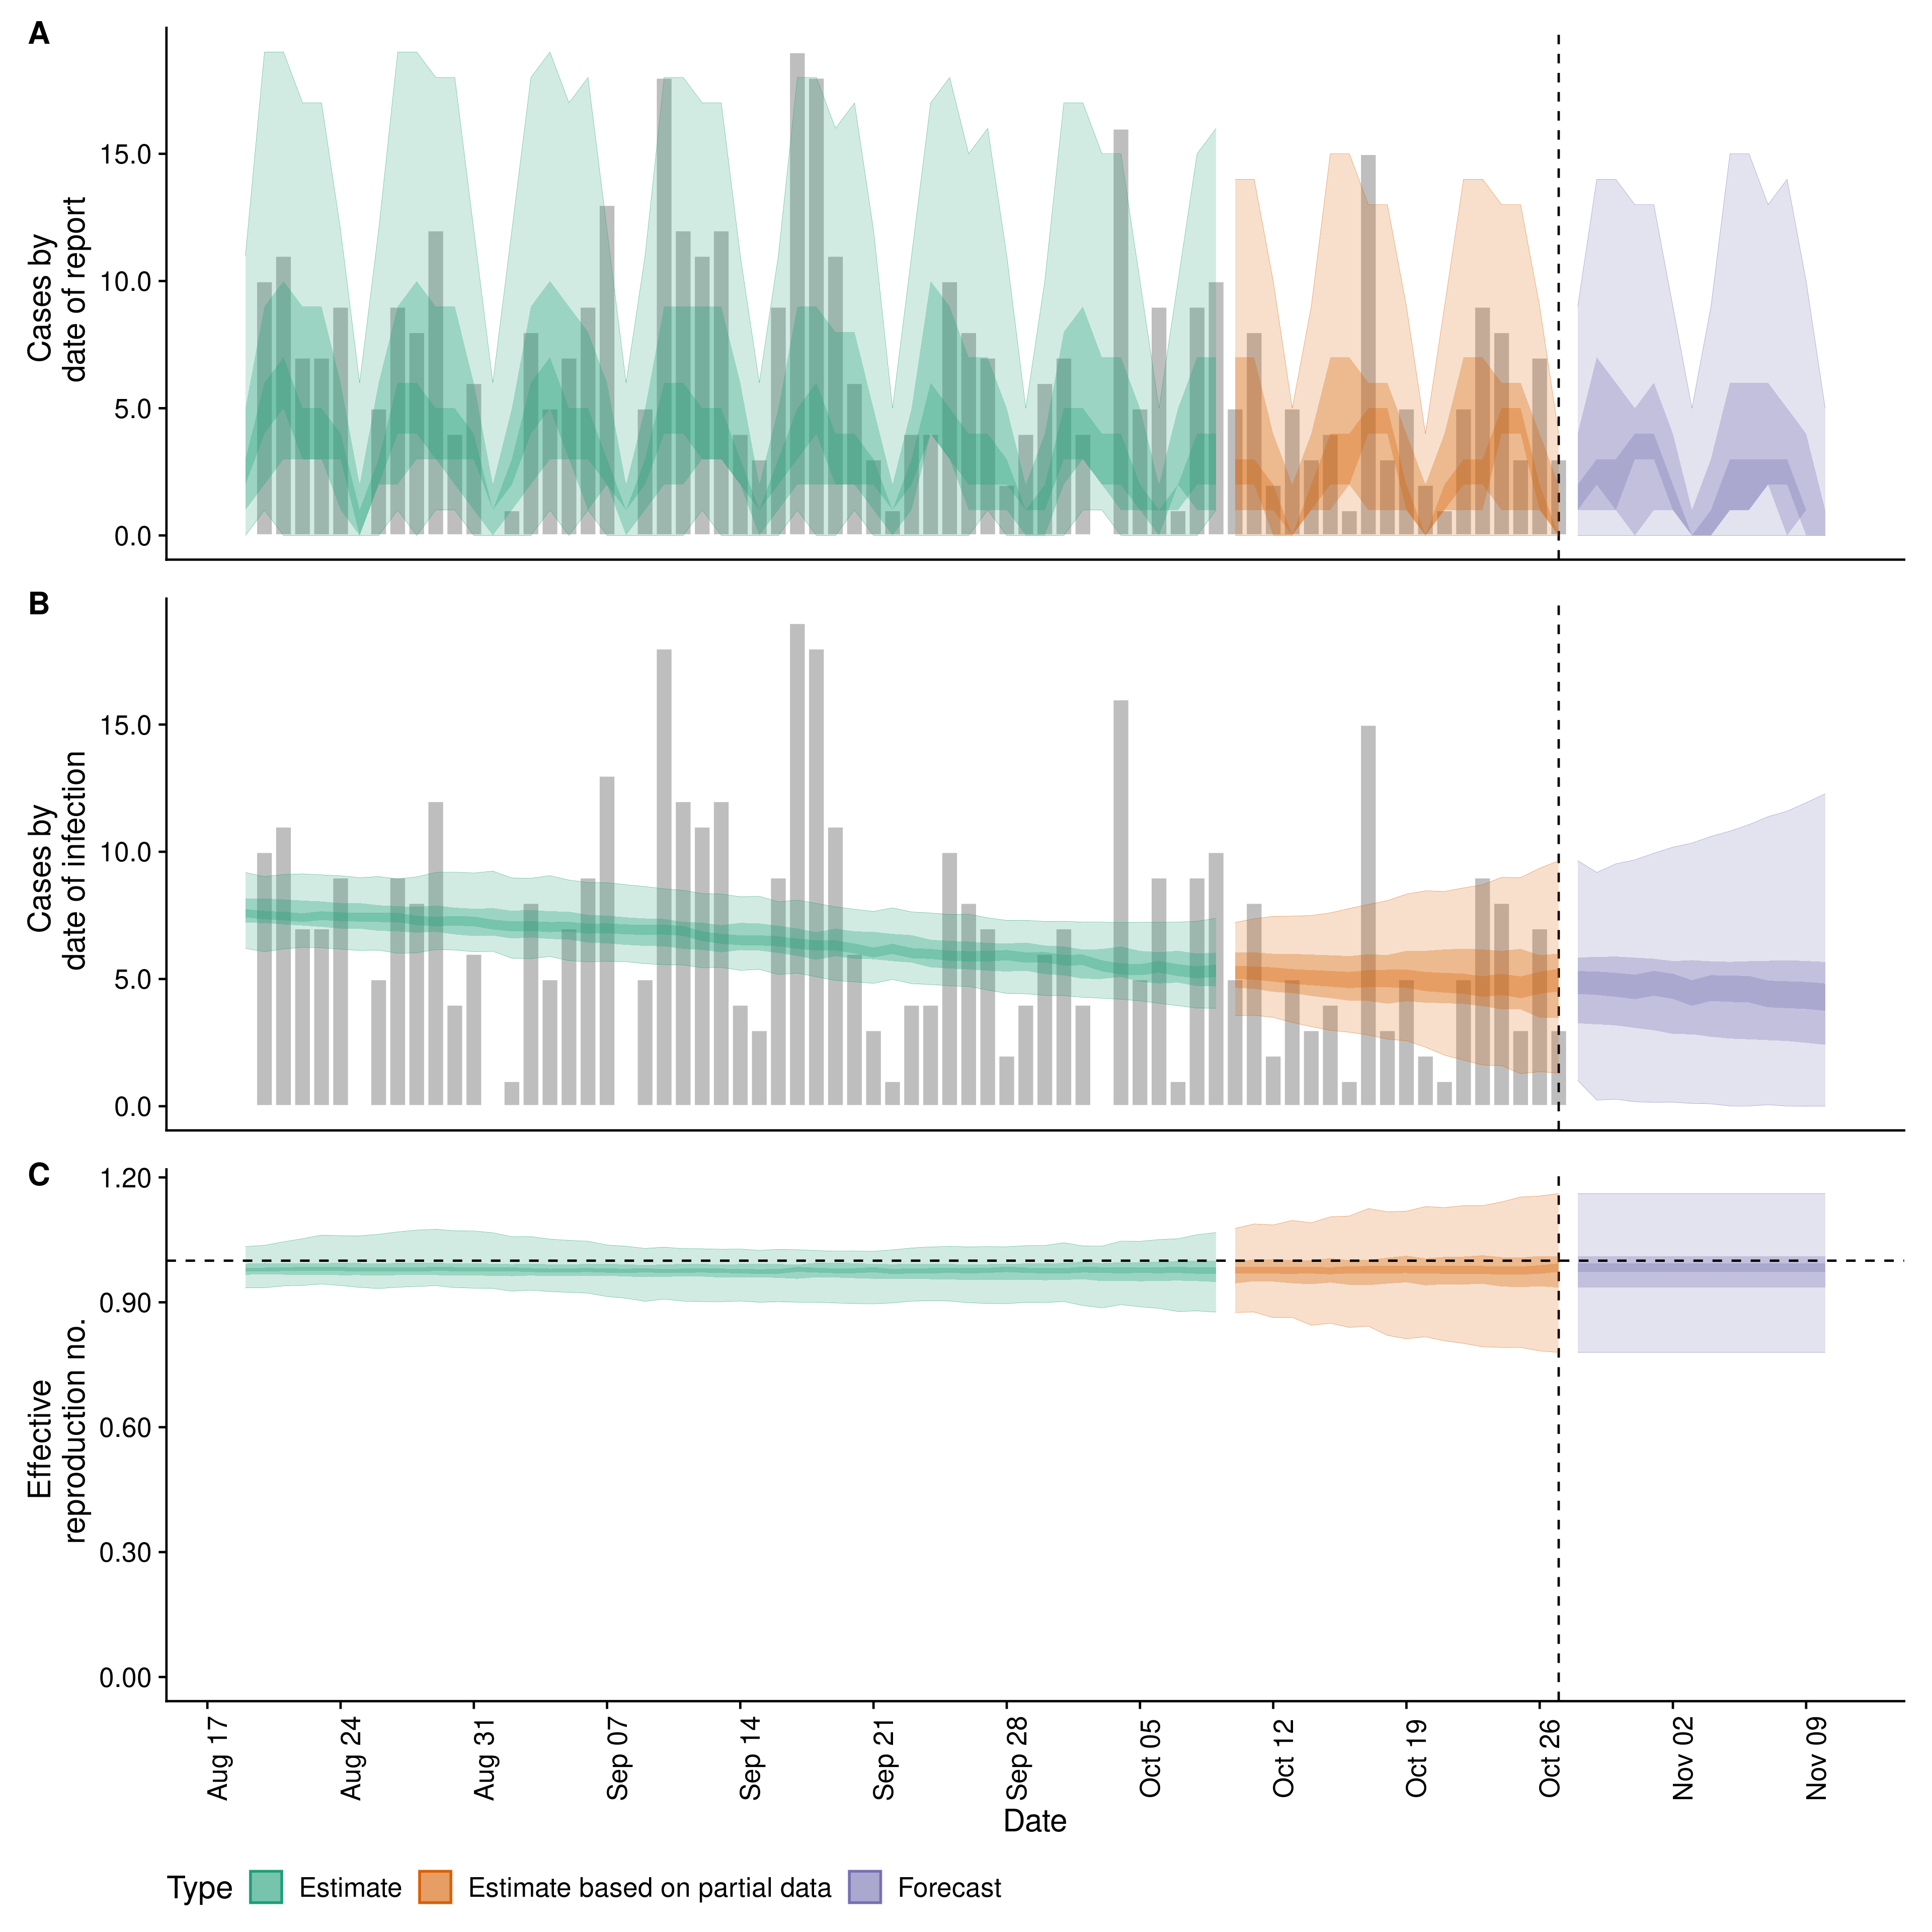 A
Cases by
date of report
15.0
10.0
5.0
0.0
B
Cases by
date of infection
15.0
10.0
5.0
0.0
C
Effective
reproduction no.
1.20
0.90
0.60
0.30
0.00
Aug 17
Aug 24
Aug 31
Sep 07
Sep 14
Sep 21
Sep 28
Oct 05
Oct 12
Oct 19
Oct 26
Nov 02
Nov 09
Date
Type Estimate Estimate based on partial data Forecast